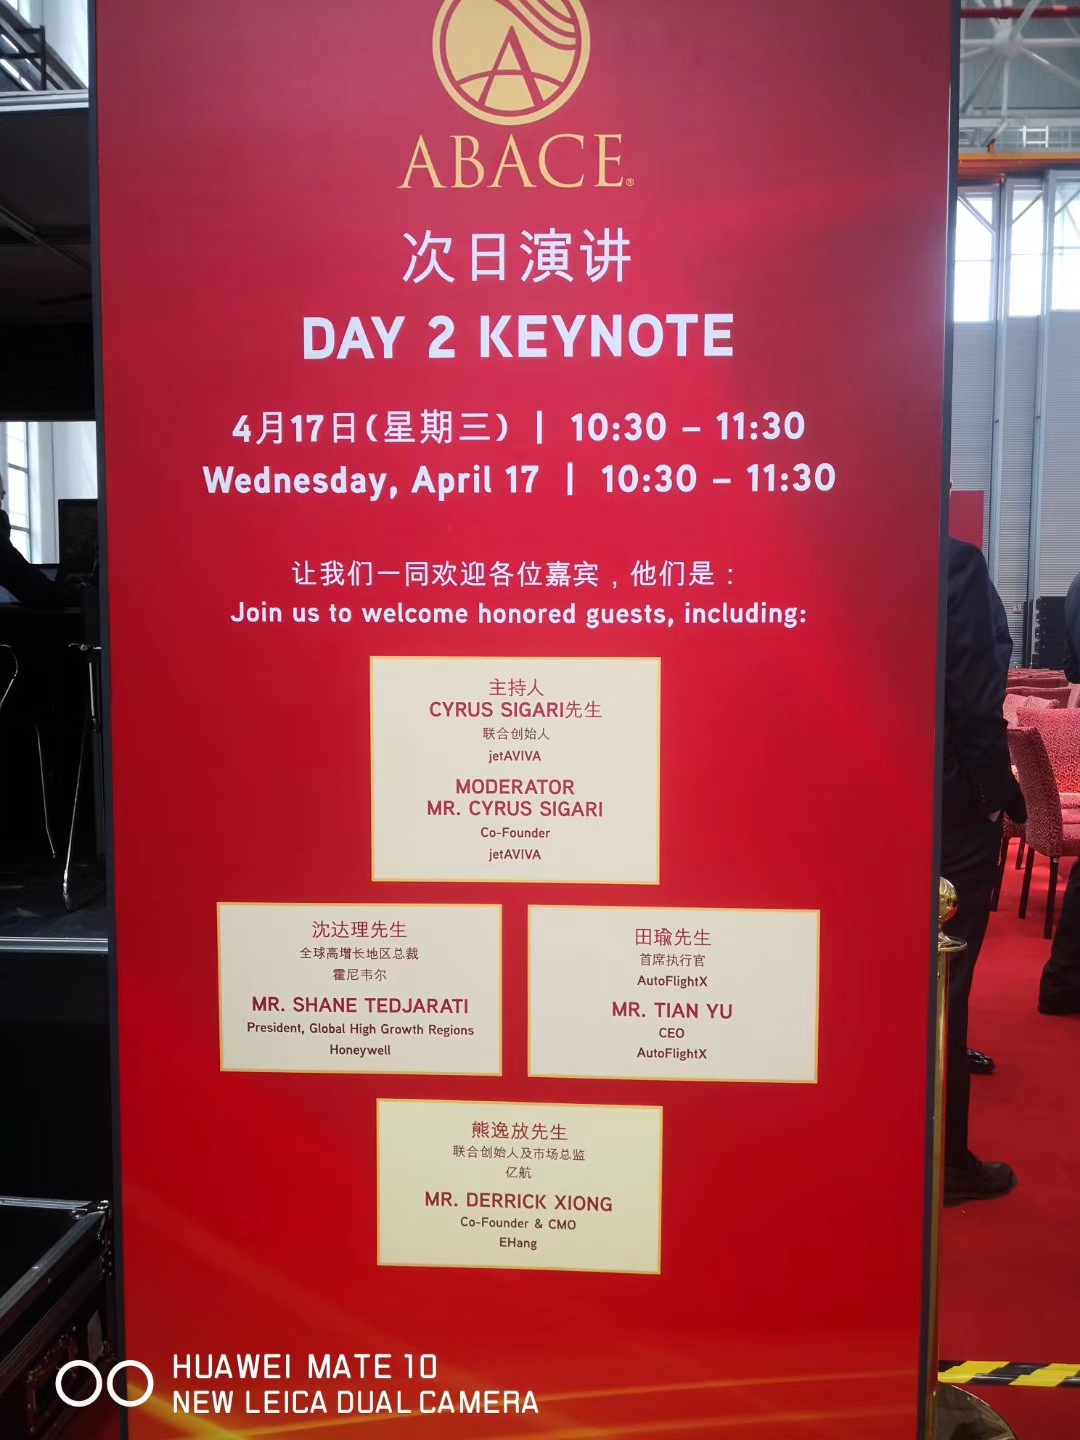 ABACE®
次日演讲
DAY 2 KEYNOTE
4月17日(星期三) | 10:30 – 11:30
Wednesday, April 17 | 10:30 – 11:30
让我们一同欢迎各位嘉宾，他们是：
Join us to welcome honored guests, including:
主持人
CYRUS SIGARI先生
联合创始人
jetAVIVA
MODERATOR
MR. CYRUS SIGARI
Co-Founder
jetAVIVA
沈达理先生
全球高增长地区总裁
霍尼韦尔
MR. SHANE TEDJARATI
President, Global High Growth Regions
Honeywell
田瑜先生
首席执行官
AutoFlightX
MR. TIAN YU
CEO
AutoFlightX
熊逸放先生
联合创始人及市场总监
亿航
MR. DERRICK XIONG
Co-Founder & CMO
EHang
HUAWEI MATE 10
NEW LEICA DUAL CAMERA